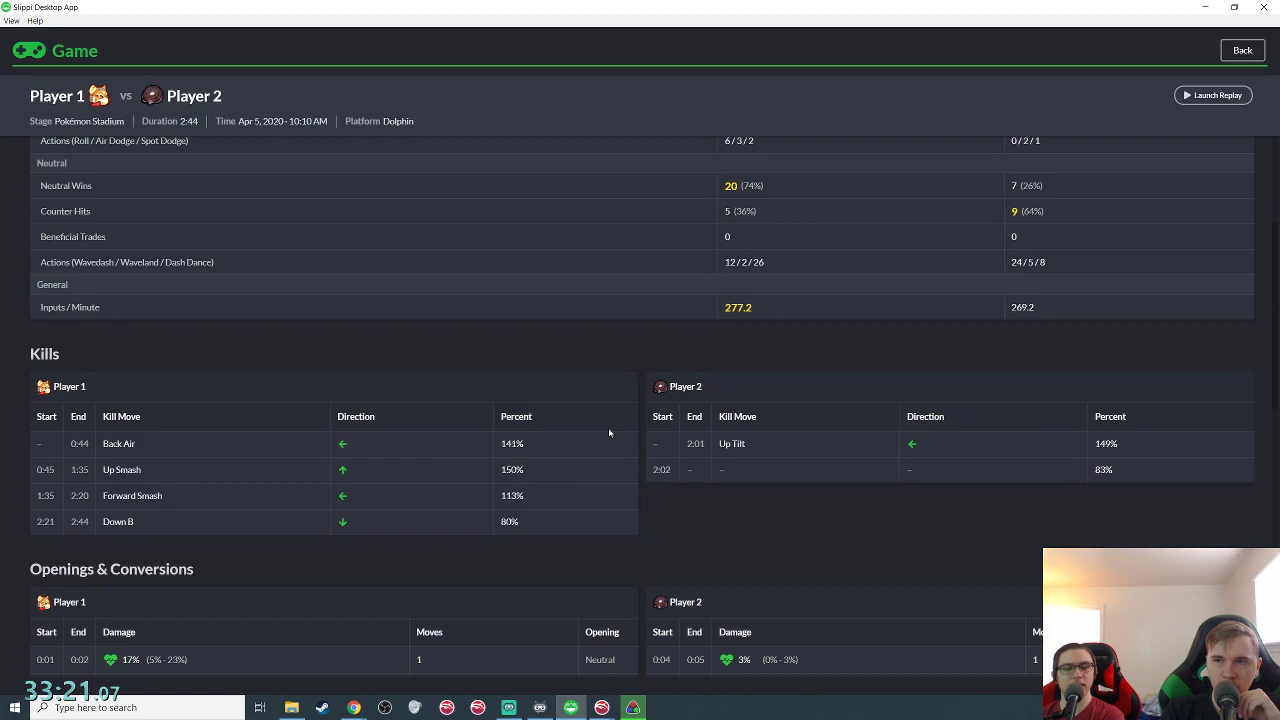 Slippi Desktop App
View Help
Game
Back
Player 1 vs Player 2
Launch Replay
Stage Pokémon Stadium Duration 2:44 Time Apr 5, 2020 · 10:10 AM Platform Dolphin
Actions (Roll / Air Dodge / Spot Dodge) 6 / 3 / 2 0 / 2 / 1
Neutral
Neutral Wins 20 (74%) 7 (26%)
Counter Hits 5 (36%) 9 (64%)
Beneficial Trades 0 0
Actions (Wavedash / Waveland / Dash Dance) 12 / 2 / 26 24 / 5 / 8
General
Inputs / Minute 277.2 269.2
Kills
Player 1
Start End Kill Move Direction Percent
– 0:44 Back Air ← 141%
0:45 1:35 Up Smash ↑ 150%
1:35 2:20 Forward Smash ← 113%
2:21 2:44 Down B ↓ 80%
Player 2
Start End Kill Move Direction Percent
– 2:01 Up Tilt ← 149%
2:02 – – – 83%
Openings & Conversions
Player 1
Start End Damage Moves Opening
0:01 0:02 17% (5% - 23%) 1 Neutral
Player 2
Start End Damage Mo
0:04 0:05 3% (0% - 3%) 1
33:21.07
Type here to search